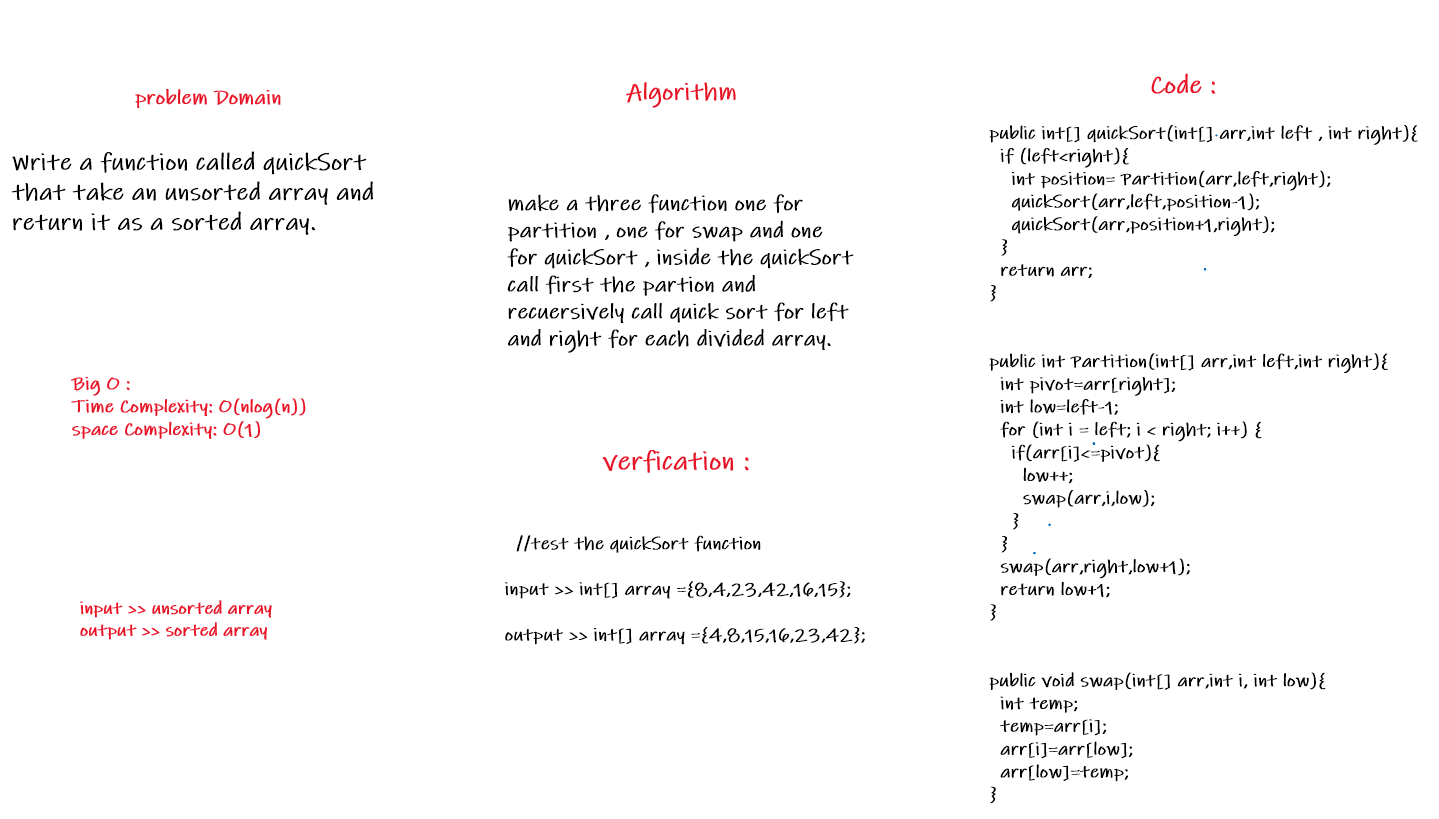 problem Domain
Write a function called quickSort
that take an unsorted array and
return it as a sorted array.
Big O :
Time Complexity: O(nlog(n))
space Complexity: O(1)
input >> unsorted array
output >> sorted array
Algorithm
make a three function one for
partition , one for swap and one
for quickSort , inside the quickSort
call first the partion and
recuersively call quick sort for left
and right for each divided array.
verfication :
//test the quickSort function
input >> int[] array ={8,4,23,42,16,15};
output >> int[] array ={4,8,15,16,23,42};
Code :
public int[] quickSort(int[] arr,int left , int right){
if (left<right){
int position= Partition(arr,left,right);
quickSort(arr,left,position-1);
quickSort(arr,position+1,right);
}
return arr;
}
public int Partition(int[] arr,int left,int right){
int pivot=arr[right];
int low=left-1;
for (int i = left; i < right; i++) {
if(arr[i]<=pivot){
low++;
swap(arr,i,low);
}
}
swap(arr,right,low+1);
return low+1;
}
public void swap(int[] arr,int i, int low){
int temp;
temp=arr[i];
arr[i]=arr[low];
arr[low]=temp;
}